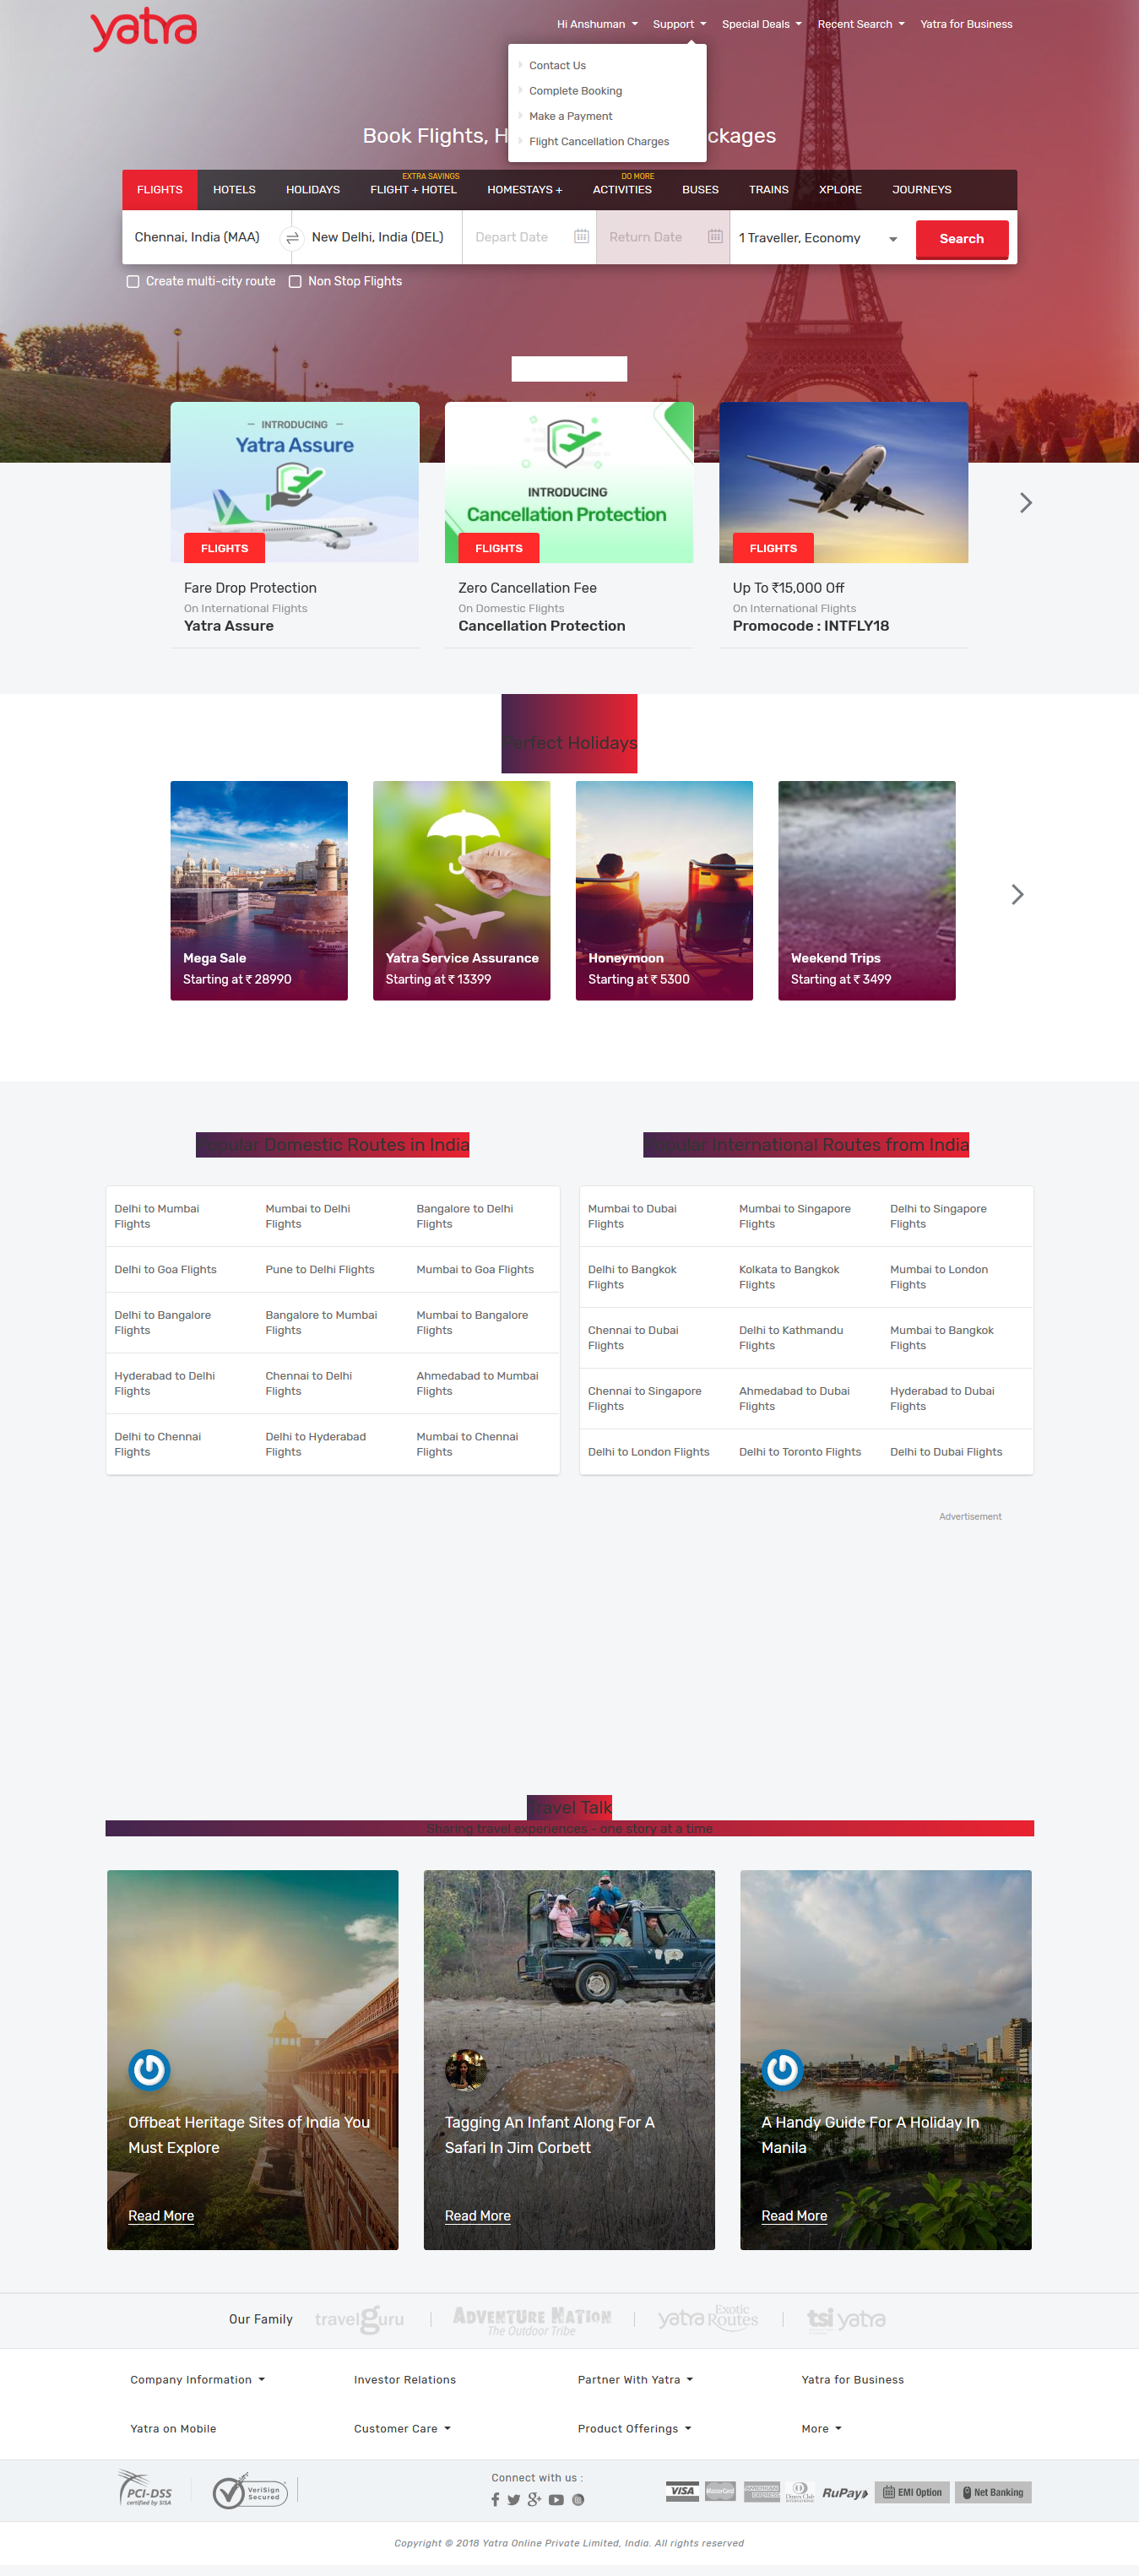 yatra
Hi Anshuman Support Special Deals Recent Search Yatra for Business
Contact Us
Complete Booking
Make a Payment
Flight Cancellation Charges
Book Flights, H ckages
EXTRA SAVINGS DO MORE
FLIGHTS HOTELS HOLIDAYS FLIGHT + HOTEL HOMESTAYS + ACTIVITIES BUSES TRAINS XPLORE JOURNEYS
Chennai, India (MAA) New Delhi, India (DEL) Depart Date Return Date 1 Traveller, Economy Search
Create multi-city route Non Stop Flights
INTRODUCING
Yatra Assure
FLIGHTS
Fare Drop Protection
On International Flights
Yatra Assure
INTRODUCING
Cancellation Protection
FLIGHTS
Zero Cancellation Fee
On Domestic Flights
Cancellation Protection
FLIGHTS
Up To ₹15,000 Off
On International Flights
Promocode : INTFLY18
Perfect Holidays
Mega Sale
Starting at ₹ 28990
Yatra Service Assurance
Starting at ₹ 13399
Honeymoon
Starting at ₹ 5300
Weekend Trips
Starting at ₹ 3499
Popular Domestic Routes in India
Delhi to Mumbai Flights Mumbai to Delhi Flights Bangalore to Delhi Flights
Delhi to Goa Flights Pune to Delhi Flights Mumbai to Goa Flights
Delhi to Bangalore Flights Bangalore to Mumbai Flights Mumbai to Bangalore Flights
Hyderabad to Delhi Flights Chennai to Delhi Flights Ahmedabad to Mumbai Flights
Delhi to Chennai Flights Delhi to Hyderabad Flights Mumbai to Chennai Flights
Popular International Routes from India
Mumbai to Dubai Flights Mumbai to Singapore Flights Delhi to Singapore Flights
Delhi to Bangkok Flights Kolkata to Bangkok Flights Mumbai to London Flights
Chennai to Dubai Flights Delhi to Kathmandu Flights Mumbai to Bangkok Flights
Chennai to Singapore Flights Ahmedabad to Dubai Flights Hyderabad to Dubai Flights
Delhi to London Flights Delhi to Toronto Flights Delhi to Dubai Flights
Advertisement
Travel Talk
Sharing travel experiences - one story at a time
Offbeat Heritage Sites of India You
Must Explore
Read More
Tagging An Infant Along For A
Safari In Jim Corbett
Read More
A Handy Guide For A Holiday In
Manila
Read More
Our Family travelguru ADVENTURE NATION The Outdoor Tribe yatra Exotic Routes tsi yatra
Company Information Investor Relations Partner With Yatra Yatra for Business
Yatra on Mobile Customer Care Product Offerings More
PCI-DSS
certified by SISA
VeriSign
Secured
Connect with us :
VISA MasterCard AMERICAN EXPRESS Diners Club INTERNATIONAL RuPay EMI Option Net Banking
Copyright © 2018 Yatra Online Private Limited, India. All rights reserved